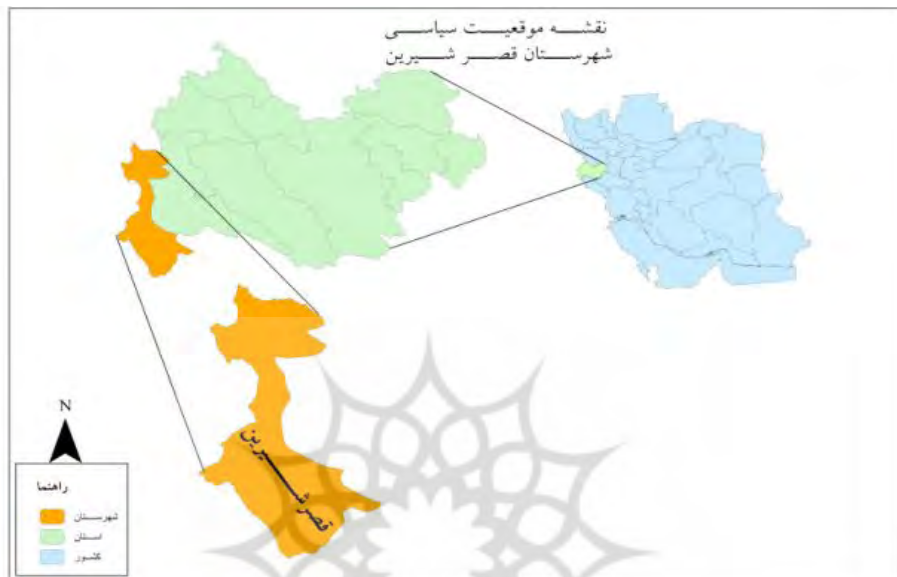 نقشه موقعیت سیاسی
شهرستان قصر شیرین
قصر شیرین
N
راهنما
شهرستان
استان
کشور